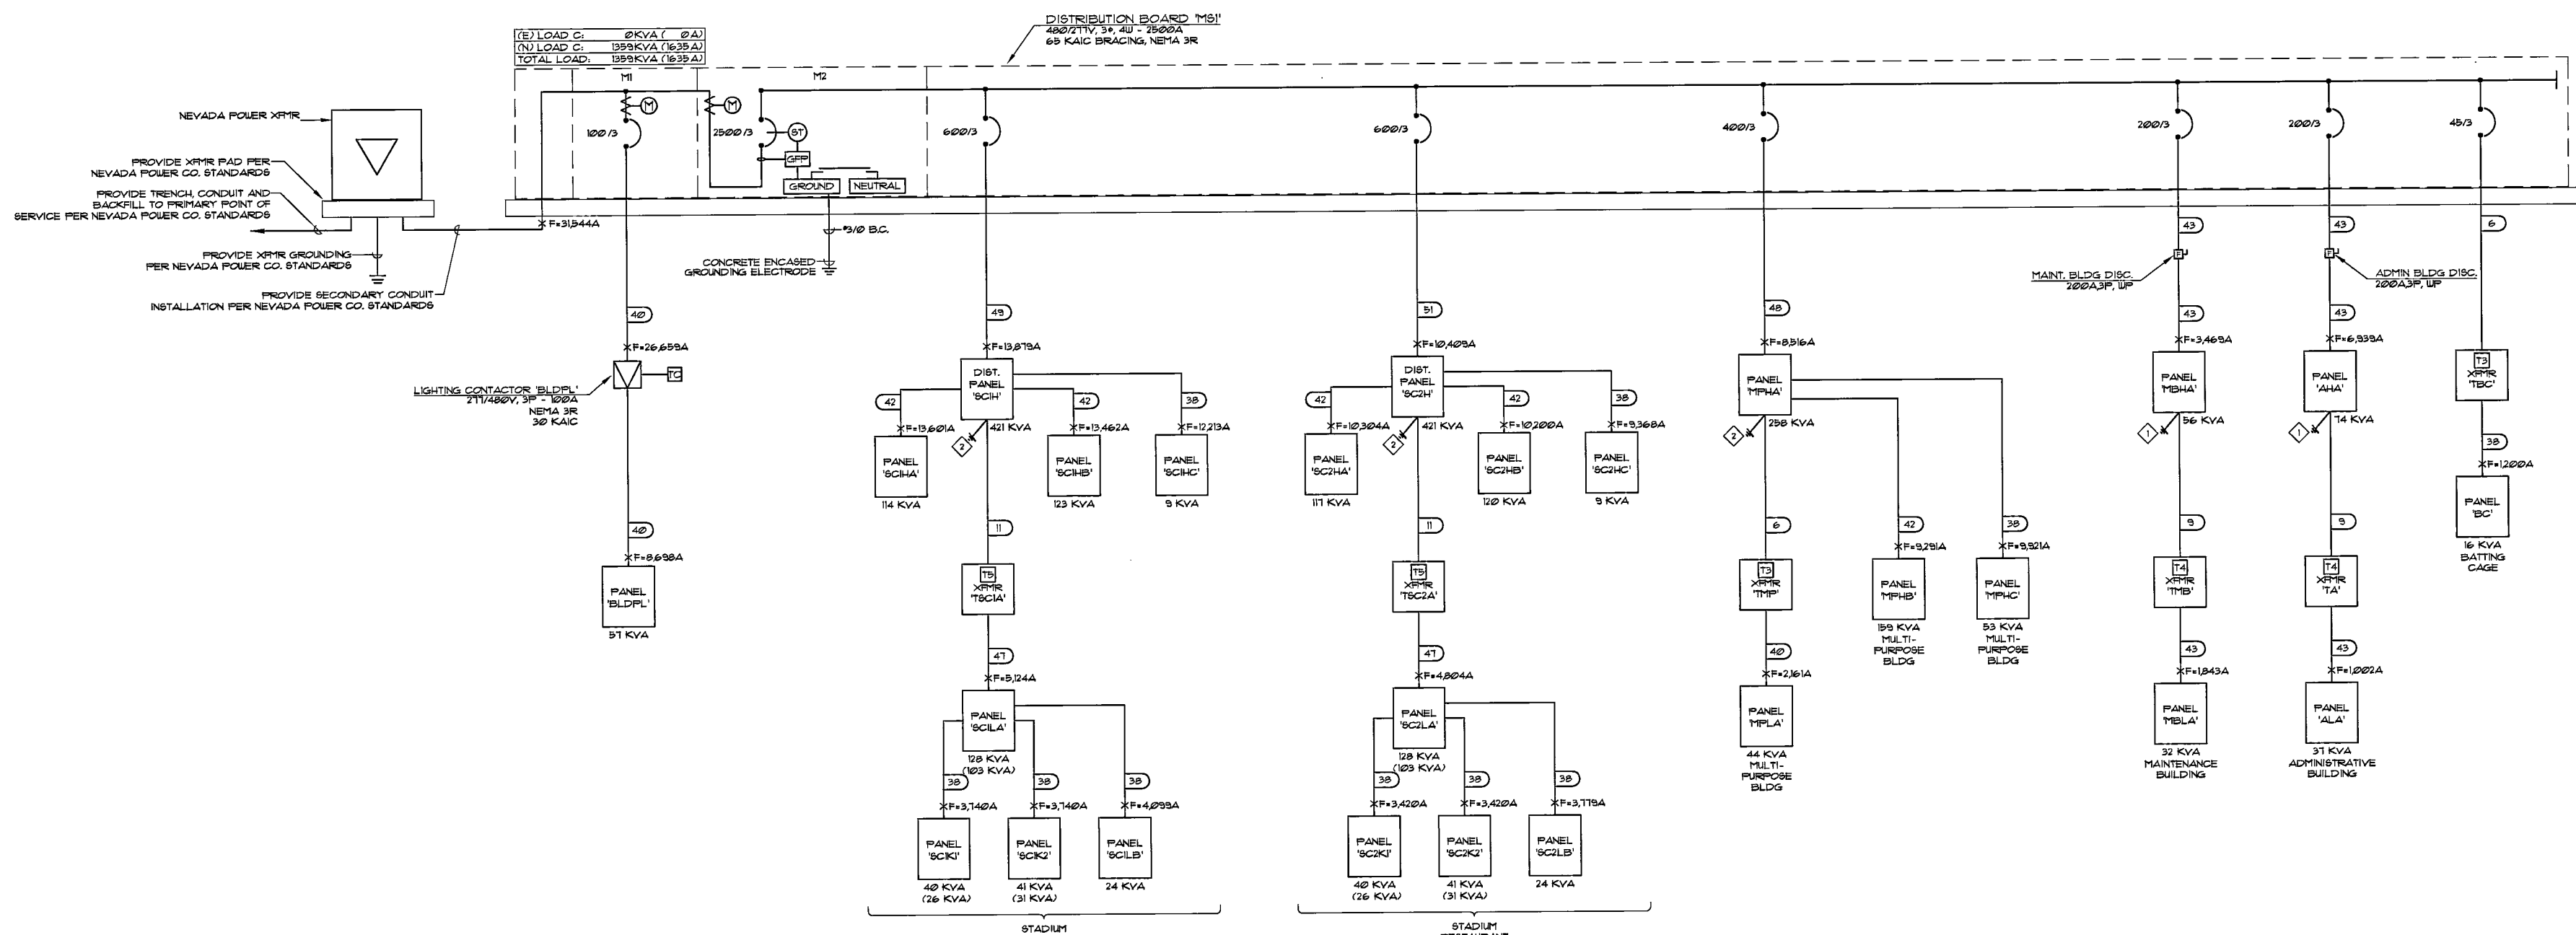 DISTRIBUTION BOARD 'MS1'
480/277V, 3Φ, 4W - 2500A
65 KAIC BRACING, NEMA 3R
(E) LOAD C: 0KVA ( 0A)
(N) LOAD C: 1359KVA (1635A)
TOTAL LOAD: 1359KVA (1635A)
M1
M2
NEVADA POWER XFMR
PROVIDE XFMR PAD PER
NEVADA POWER CO. STANDARDS
PROVIDE TRENCH, CONDUIT AND
BACKFILL TO PRIMARY POINT OF
SERVICE PER NEVADA POWER CO. STANDARDS
PROVIDE XFMR GROUNDING
PER NEVADA POWER CO. STANDARDS
PROVIDE SECONDARY CONDUIT
INSTALLATION PER NEVADA POWER CO. STANDARDS
F=31,544A
M
100/3
M
2500/3
ST
GFP
GROUND
NEUTRAL
#3/0 B.C.
CONCRETE ENCASED
GROUNDING ELECTRODE
600/3
600/3
400/3
200/3
200/3
45/3
40
F=26,659A
TC
LIGHTING CONTACTOR 'BLDPL'
277/480V, 3P - 100A
NEMA 3R
30 KAIC
40
F=8,698A
PANEL
'BLDPL'
57 KVA
49
F=13,879A
DIST.
PANEL
'SC1H'
421 KVA
2
42
F=13,601A
PANEL
'SC1HA'
114 KVA
42
F=13,462A
PANEL
'SC1HB'
123 KVA
38
F=12,213A
PANEL
'SC1HC'
9 KVA
11
T5
XFMR
'TSC1A'
47
F=5,124A
PANEL
'SC1LA'
128 KVA
(103 KVA)
38
F=3,740A
PANEL
'SC1K1'
40 KVA
(26 KVA)
38
F=3,740A
PANEL
'SC1K2'
41 KVA
(31 KVA)
38
F=4,099A
PANEL
'SC1LB'
24 KVA
STADIUM
51
F=10,409A
DIST.
PANEL
'SC2H'
421 KVA
2
42
F=10,304A
PANEL
'SC2HA'
117 KVA
42
F=10,200A
PANEL
'SC2HB'
120 KVA
38
F=9,368A
PANEL
'SC2HC'
9 KVA
11
T5
XFMR
'TSC2A'
47
F=4,804A
PANEL
'SC2LA'
128 KVA
(103 KVA)
38
F=3,420A
PANEL
'SC2K1'
40 KVA
(26 KVA)
38
F=3,420A
PANEL
'SC2K2'
41 KVA
(31 KVA)
38
F=3,779A
PANEL
'SC2LB'
24 KVA
STADIUM
48
F=8,516A
PANEL
'MPHA'
258 KVA
2
6
T3
XFMR
'TMP'
40
F=2,161A
PANEL
'MPLA'
44 KVA
MULTI-
PURPOSE
BLDG
42
F=9,291A
PANEL
'MPHB'
159 KVA
MULTI-
PURPOSE
BLDG
38
F=9,921A
PANEL
'MPHC'
53 KVA
MULTI-
PURPOSE
BLDG
43
F
MAINT. BLDG DISC.
200A,3P, WP
43
F=3,469A
PANEL
'MBHA'
56 KVA
1
9
T4
XFMR
'TMB'
43
F=1,843A
PANEL
'MBLA'
32 KVA
MAINTENANCE
BUILDING
43
F
ADMIN BLDG DISC.
200A,3P, WP
43
F=6,939A
PANEL
'AHA'
74 KVA
1
9
T4
XFMR
'TA'
43
F=1,002A
PANEL
'ALA'
37 KVA
ADMINISTRATIVE
BUILDING
6
T3
XFMR
'TBC'
38
F=1,200A
PANEL
'BC'
16 KVA
BATTING
CAGE